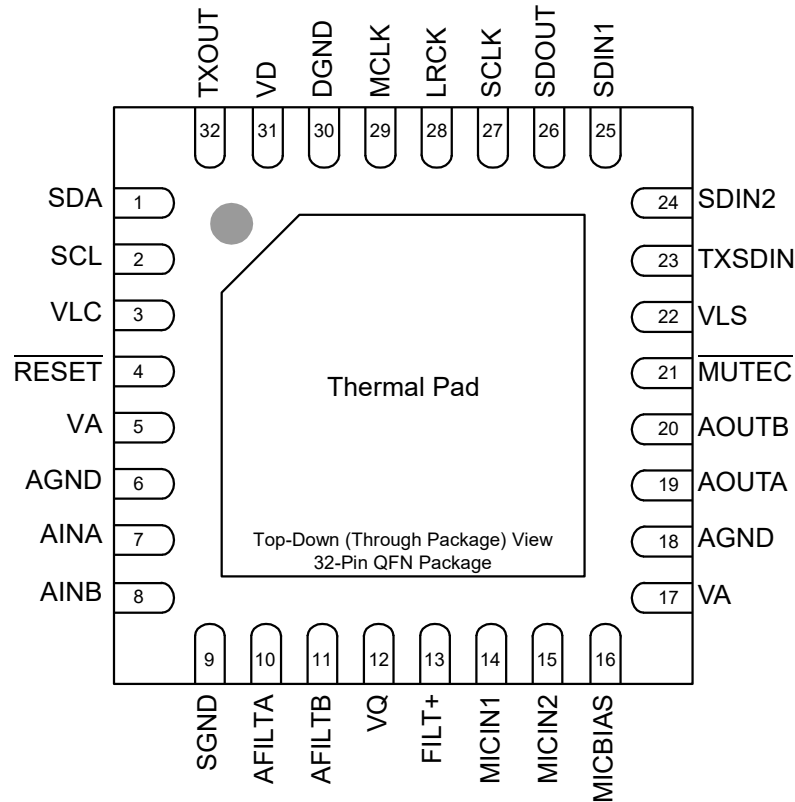 TXOUT
VD
DGND
MCLK
LRCK
SCLK
SDOUT
SDIN1
32
31
30
29
28
27
26
25
SDA 1
SCL 2
VLC 3
RESET 4
VA 5
AGND 6
AINA 7
AINB 8
24 SDIN2
23 TXSDIN
22 VLS
21 MUTEC
20 AOUTB
19 AOUTA
18 AGND
17 VA
Thermal Pad
Top-Down (Through Package) View
32-Pin QFN Package
9
10
11
12
13
14
15
16
SGND
AFILTA
AFILTB
VQ
FILT+
MICIN1
MICIN2
MICBIAS